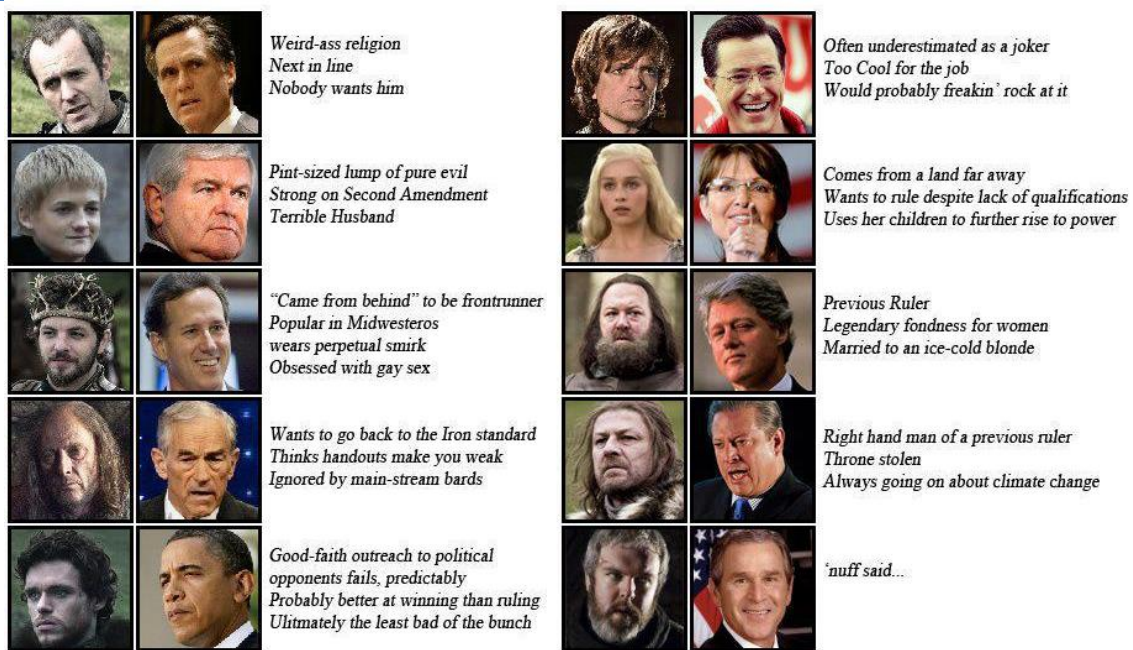 Weird-ass religion
Next in line
Nobody wants him
Often underestimated as a joker
Too Cool for the job
Would probably freakin' rock at it
Pint-sized lump of pure evil
Strong on Second Amendment
Terrible Husband
Comes from a land far away
Wants to rule despite lack of qualifications
Uses her children to further rise to power
“Came from behind” to be frontrunner
Popular in Midwesteros
wears perpetual smirk
Obsessed with gay sex
Previous Ruler
Legendary fondness for women
Married to an ice-cold blonde
Wants to go back to the Iron standard
Thinks handouts make you weak
Ignored by main-stream bards
Right hand man of a previous ruler
Throne stolen
Always going on about climate change
Good-faith outreach to political
opponents fails, predictably
Probably better at winning than ruling
Ulitmately the least bad of the bunch
‘nuff said...